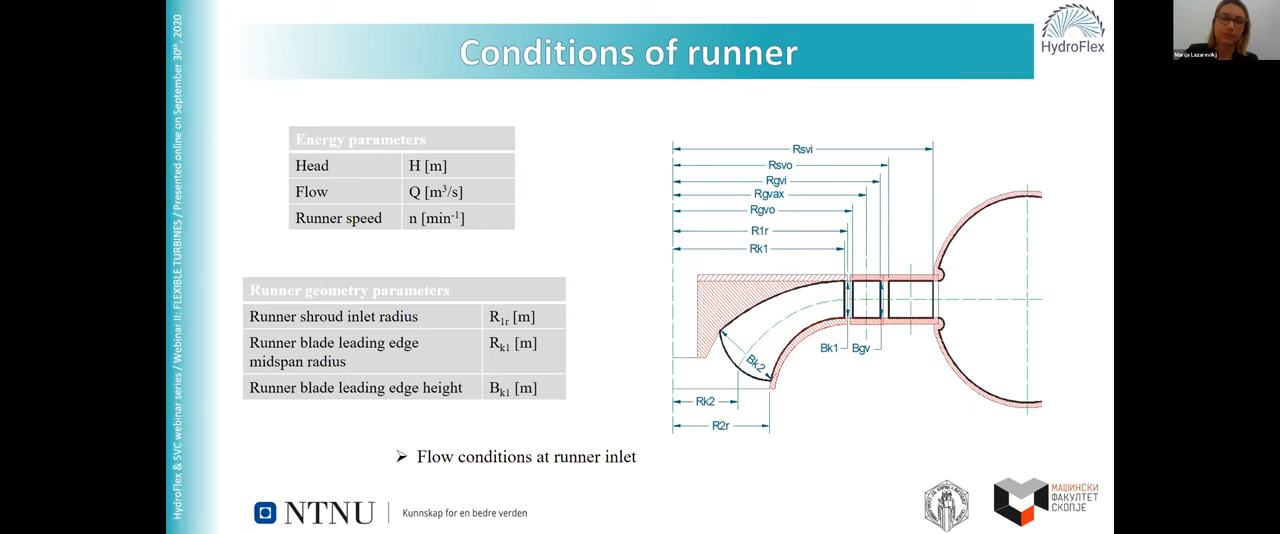 Conditions of runner
HydroFlex
Marija Lazarevikj
HydroFlex & SVC webinar series / Webinar II: FLEXIBLE TURBINES / Presented online on September 30th, 2020
Energy parameters
Head H [m]
Flow Q [m³/s]
Runner speed n [min⁻¹]
Runner geometry parameters
Runner shroud inlet radius R1r [m]
Runner blade leading edge midspan radius Rk1 [m]
Runner blade leading edge height Bk1 [m]
Rsvi
Rsvo
Rgvi
Rgvax
Rgvo
R1r
Rk1
Bk1 Bgv
Bk2
Rk2
R2r
➢ Flow conditions at runner inlet
NTNU
Kunnskap for en bedre verden
МАШИНСКИ
ФАКУЛТЕТ
СКОПЈЕ